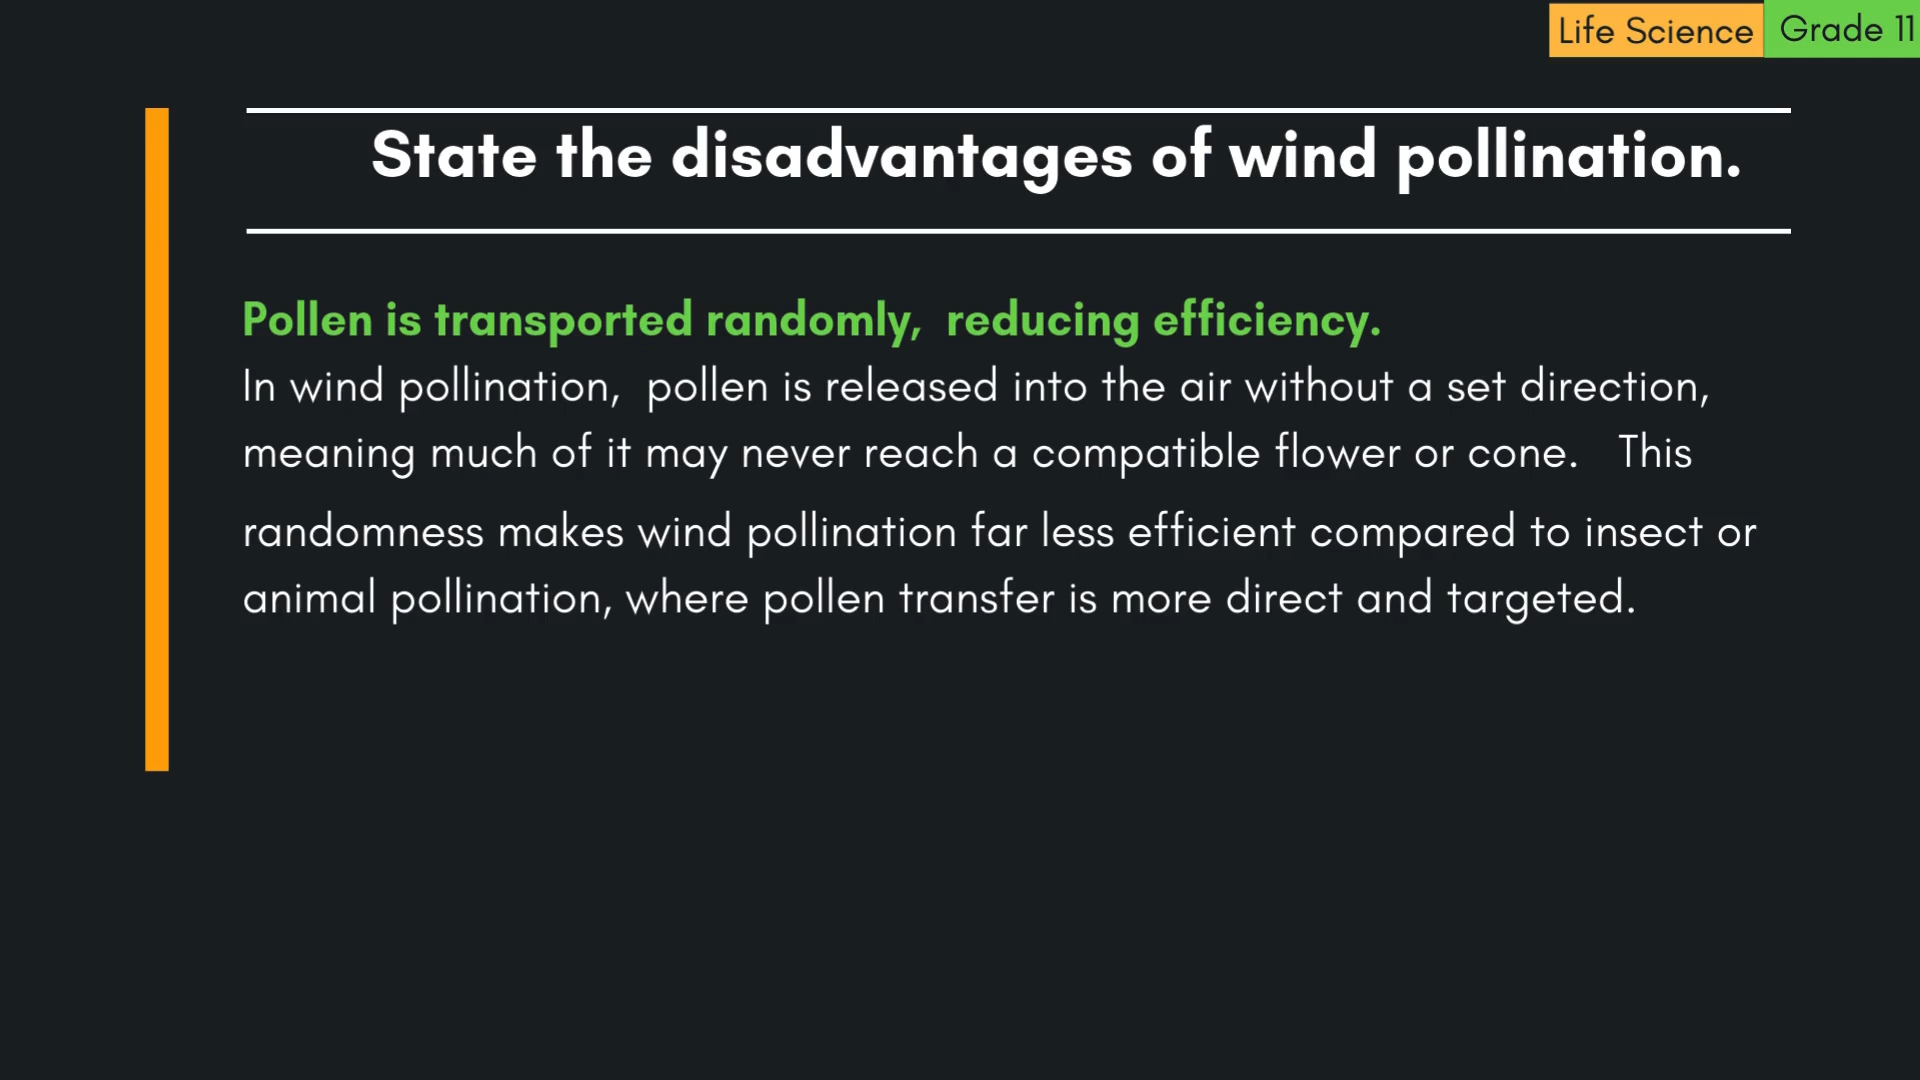 Life Science Grade 11
State the disadvantages of wind pollination.
Pollen is transported randomly,  reducing efficiency.
In wind pollination,  pollen is released into the air without a set direction,
meaning much of it may never reach a compatible flower or cone.   This
randomness makes wind pollination far less efficient compared to insect or
animal pollination, where pollen transfer is more direct and targeted.